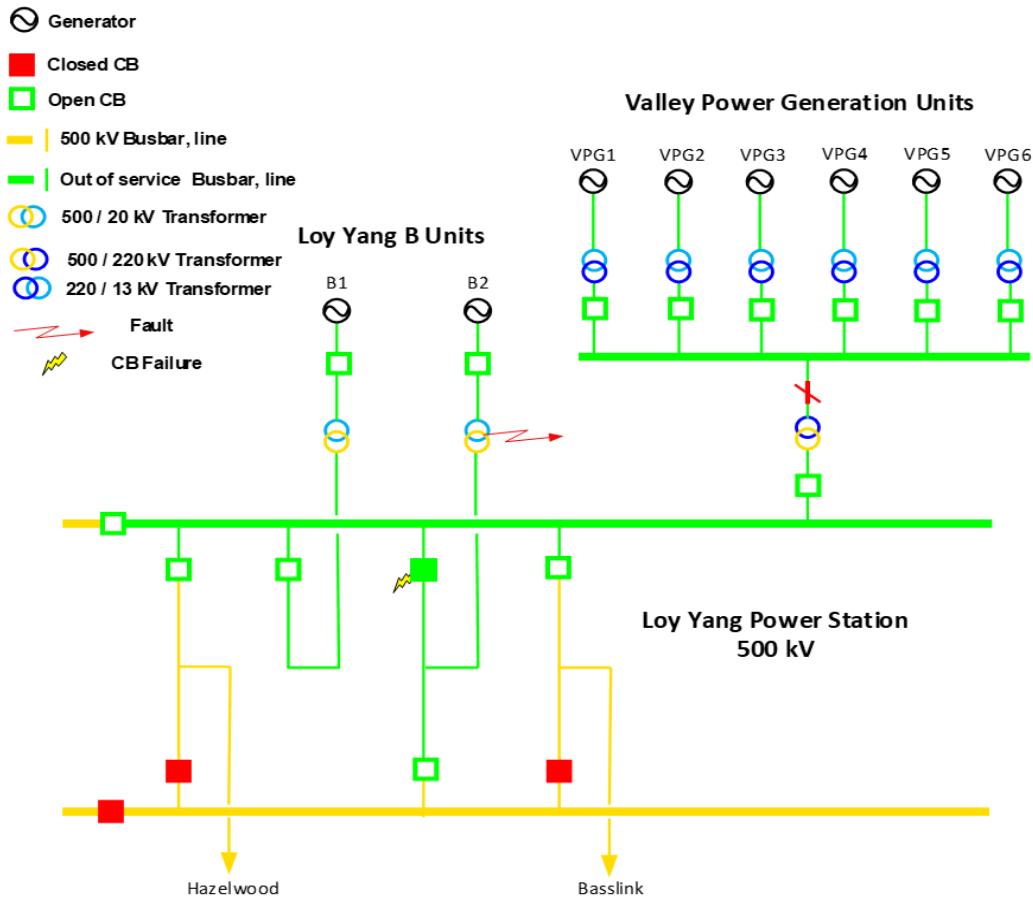 Generator
Closed CB
Open CB
500 kV Busbar, line
Out of service Busbar, line
500 / 20 kV Transformer
500 / 220 kV Transformer
220 / 13 kV Transformer
Fault
CB Failure
Valley Power Generation Units
VPG1 VPG2 VPG3 VPG4 VPG5 VPG6
Loy Yang B Units
B1 B2
Loy Yang Power Station
500 kV
Hazelwood Basslink